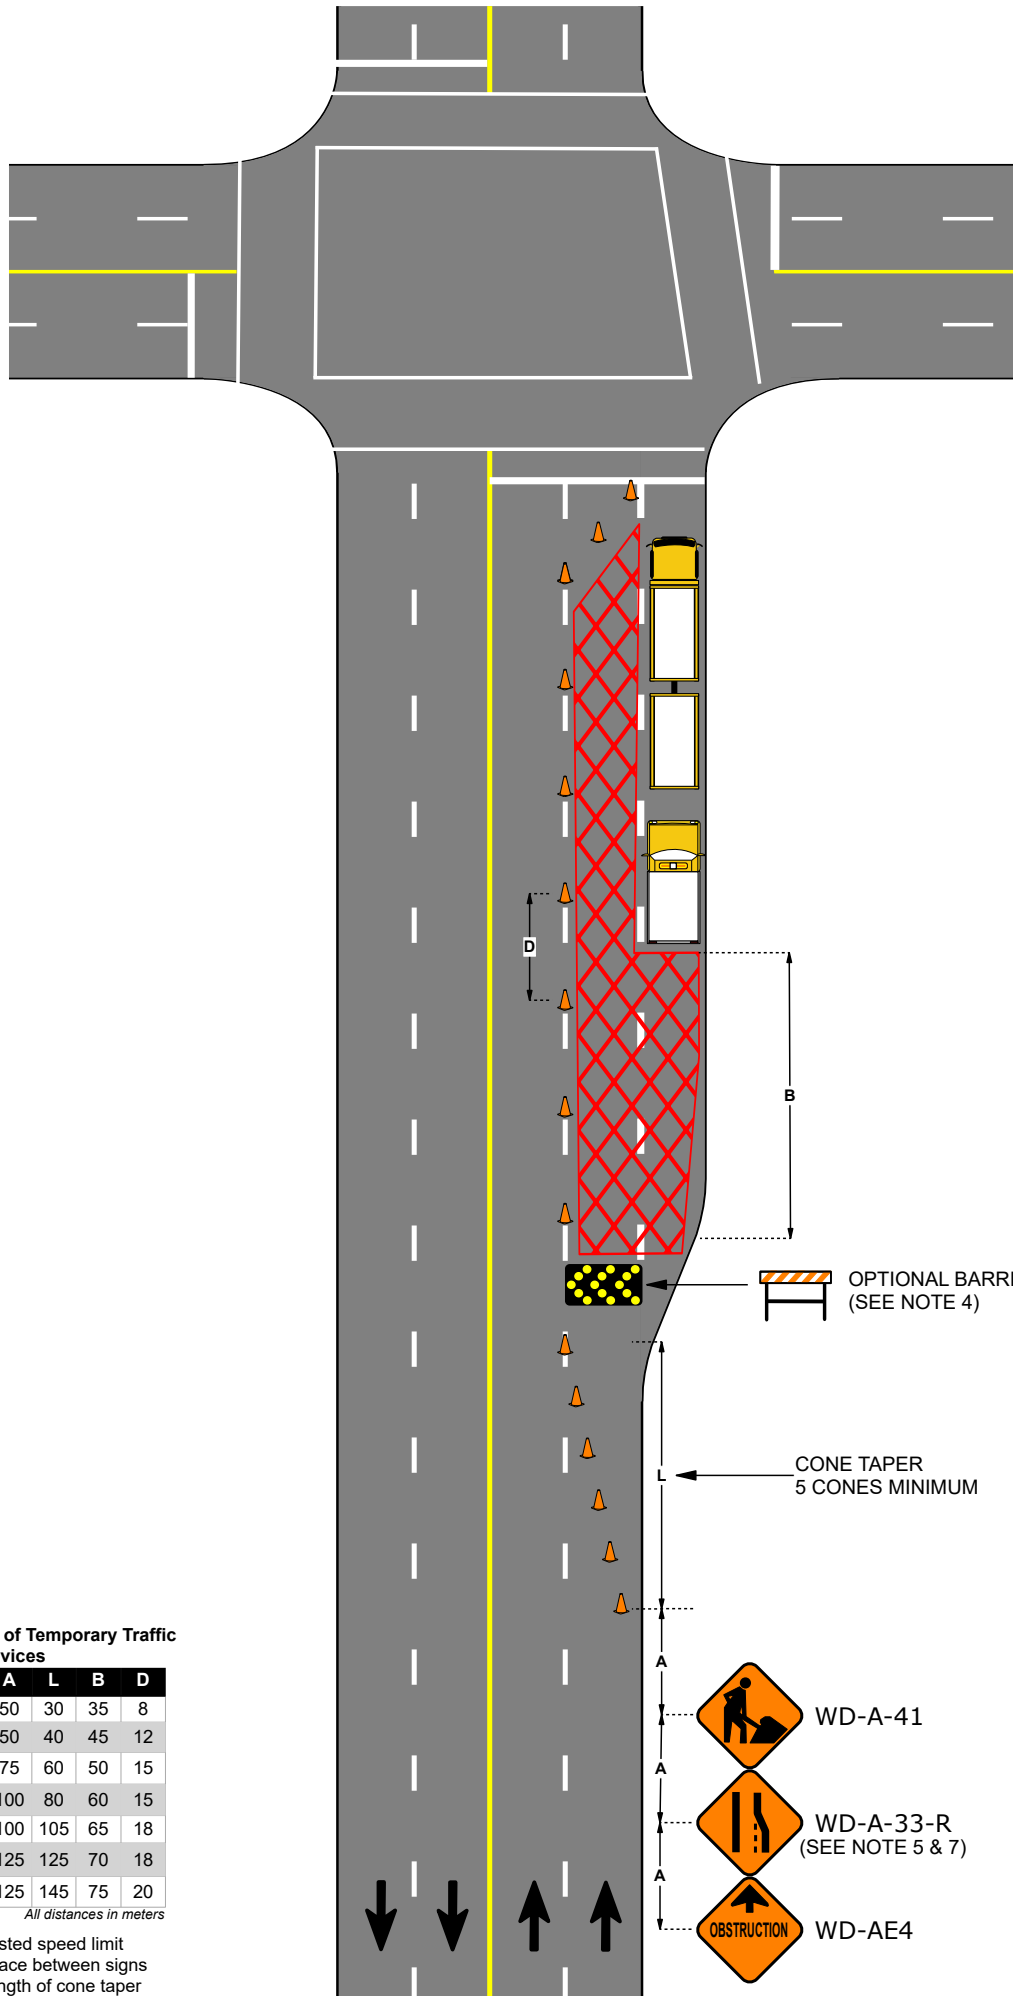 D
B
OPTIONAL BARRI
(SEE NOTE 4)
L
CONE TAPER
5 CONES MINIMUM
A
WD-A-41
A
WD-A-33-R
(SEE NOTE 5 & 7)
A
OBSTRUCTION
WD-AE4
of Temporary Traffic
vices
A L B D
50 30 35 8
50 40 45 12
75 60 50 15
100 80 60 15
100 105 65 18
125 125 70 18
125 145 75 20
All distances in meters
sted speed limit
ace between signs
ngth of cone taper